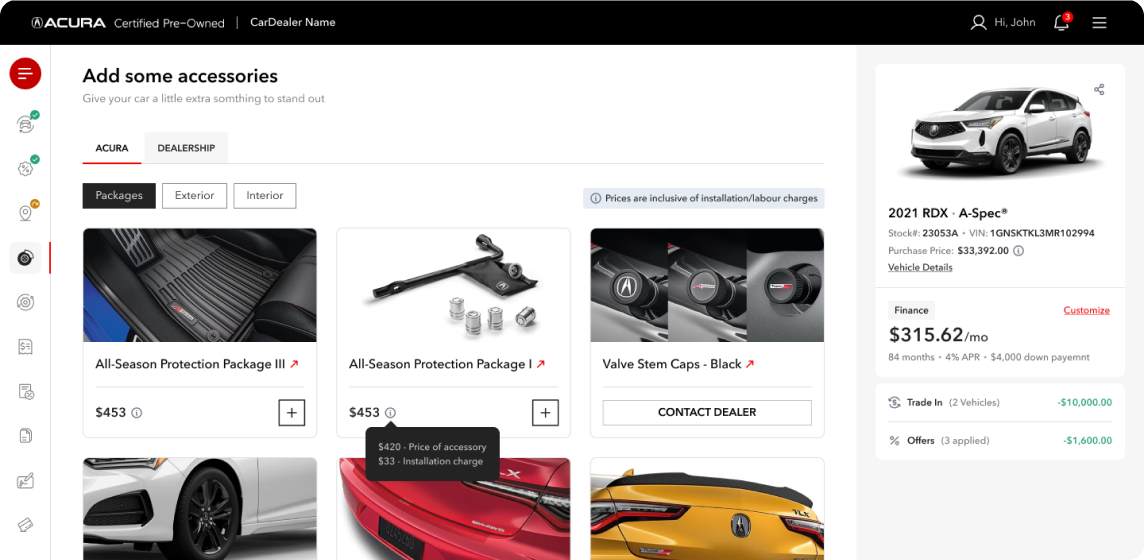 ACURA Certified Pre-Owned | CarDealer Name
Hi, John
3
Add some accessories
Give your car a little extra somthing to stand out
ACURA
DEALERSHIP
Packages
Exterior
Interior
Prices are inclusive of installation/labour charges
All-Season Protection Package III
$453
+
All-Season Protection Package I
$453
+
$420 - Price of accessory
$33 - Installation charge
Valve Stem Caps - Black
CONTACT DEALER
TLX
2021 RDX · A-Spec®
Stock#: 23053A • VIN: 1GNSKTKL3MR102994
Purchase Price: $33,392.00
Vehicle Details
Finance
Customize
$315.62/mo
84 months • 4% APR • $4,000 down payemnt
Trade In (2 Vehicles)
-$10,000.00
Offers (3 applied)
-$1,600.00